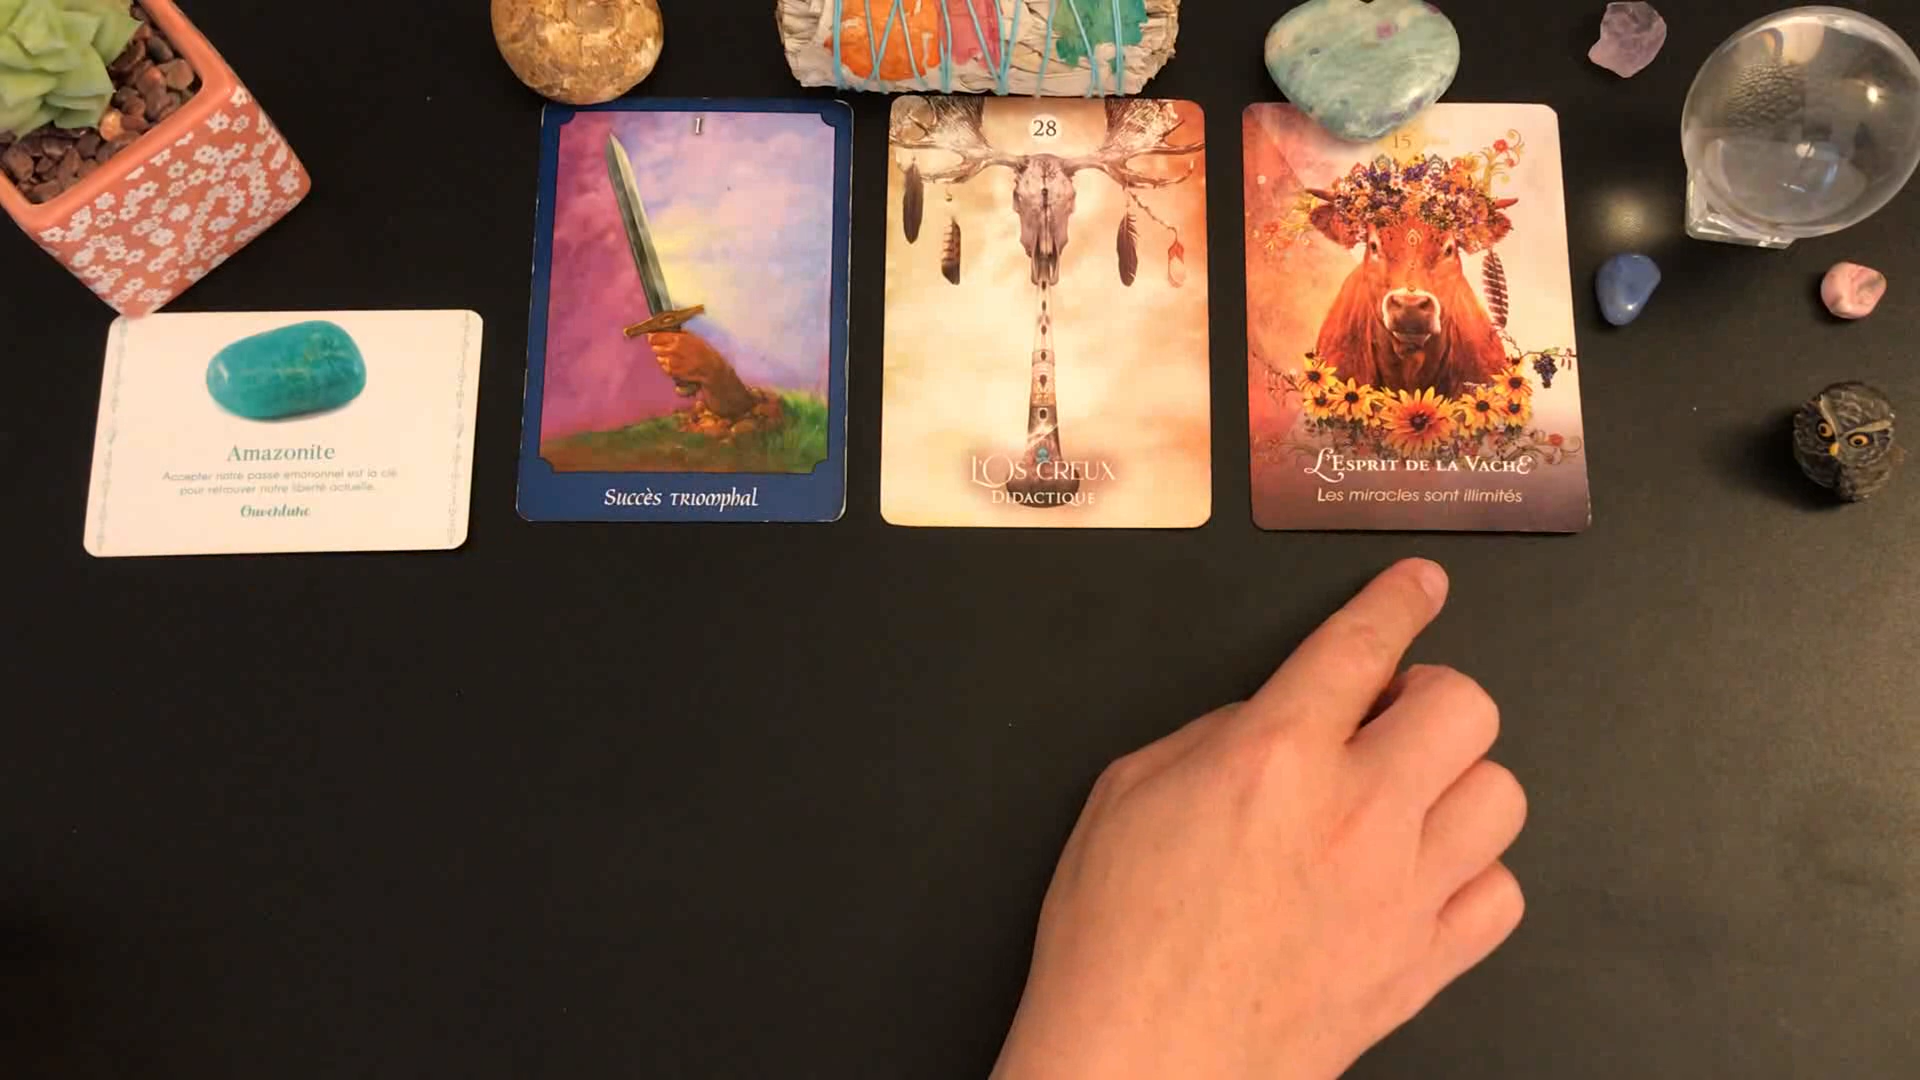 Amazonite
Accepter notre passé émotionnel est la clé
pour retrouver notre liberté actuelle.
Ouverture
1
Succès triomphal
28
L'Os creux
Didactique
15
L'Esprit de la Vache
Les miracles sont illimités